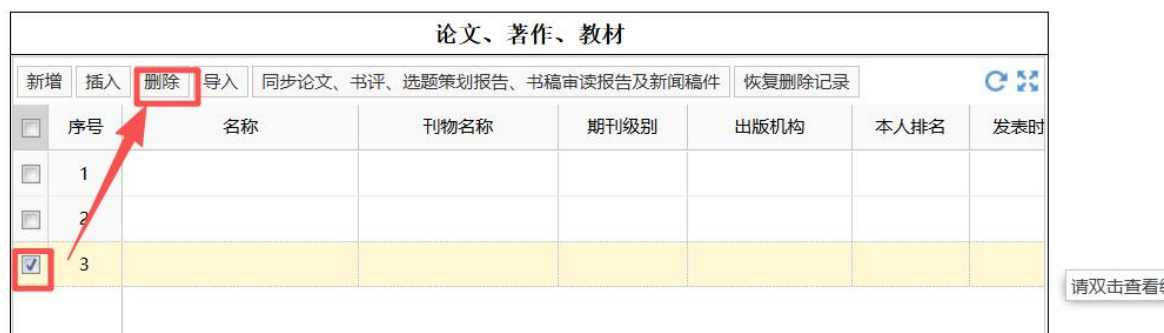 论文、著作、教材
新增 插入 删除 导入 同步论文、书评、选题策划报告、书稿审读报告及新闻稿件 恢复删除记录
序号 名称 刊物名称 期刊级别 出版机构 本人排名 发表时
1
2
3
请双击查看